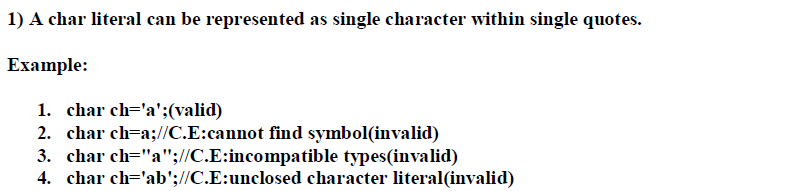 1) A char literal can be represented as single character within single quotes.
Example:
1. char ch='a';(valid)
2. char ch=a;//C.E:cannot find symbol(invalid)
3. char ch="a";//C.E:incompatible types(invalid)
4. char ch='ab';//C.E:unclosed character literal(invalid)